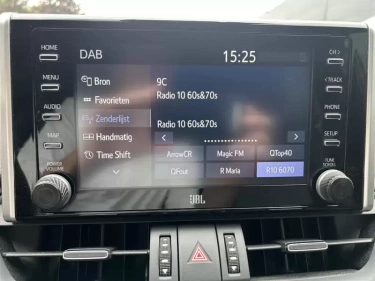 DAB
15:25
HOME
MENU
AUDIO
MAP
POWER
VOLUME
Bron
Favorieten
Zenderlijst
Handmatig
Time Shift
9C
Radio 10 60s&70s
Radio 10 60s&70s
ArrowCR
Magic FM
QTop40
QFout
R Maria
R10 6070
CH
TRACK
PHONE
SETUP
TUNE
SCROLL
JBL